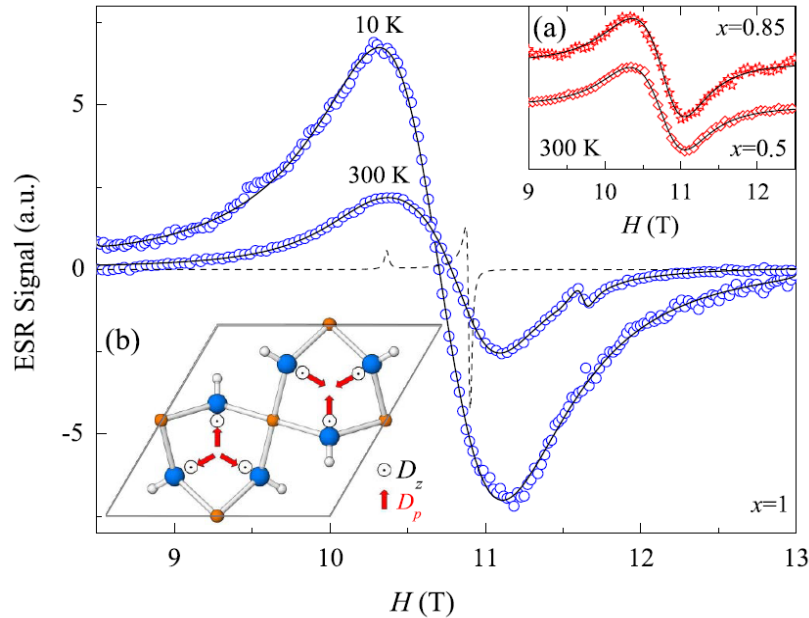 10 K
300 K
(a)
x=0.85
300 K
x=0.5
9 10 11 12
H (T)
5
0
-5
ESR Signal (a.u.)
(b)
D_z
D_p
x=1
9 10 11 12 13
H (T)